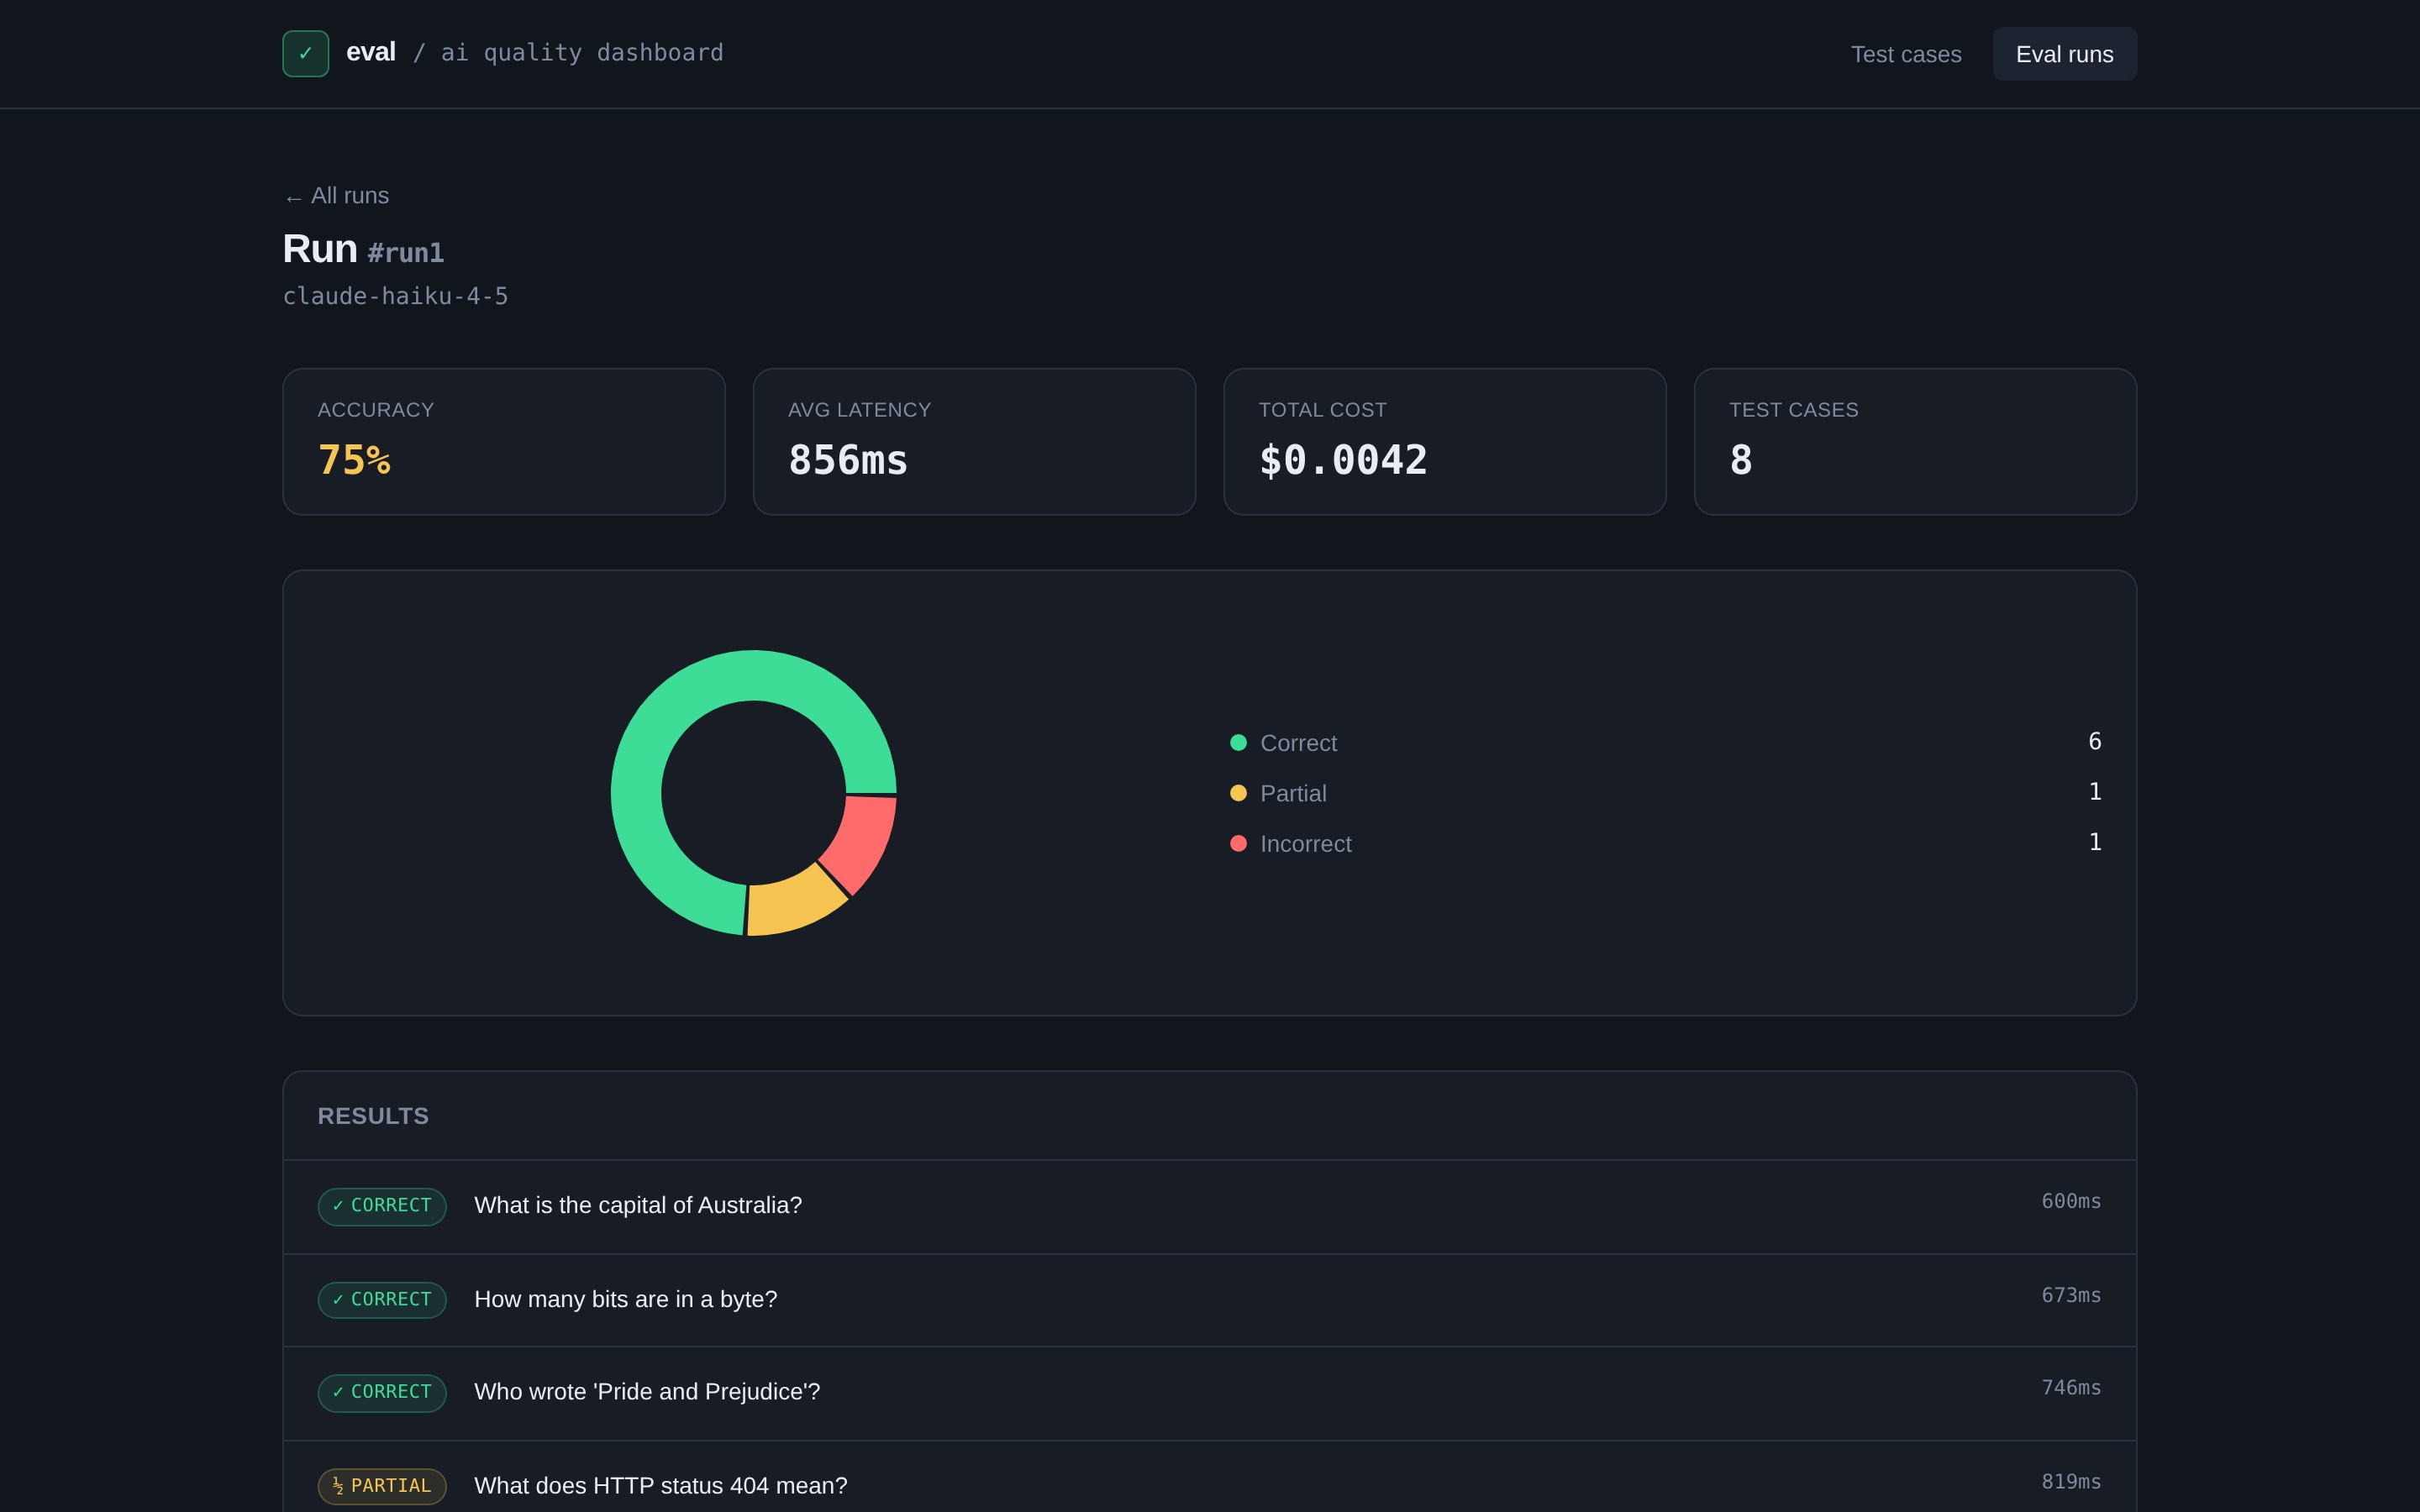 ✓ eval / ai quality dashboard
Test cases
Eval runs
← All runs
Run #run1
claude-haiku-4-5
ACCURACY
75%
AVG LATENCY
856ms
TOTAL COST
$0.0042
TEST CASES
8
Correct 6
Partial 1
Incorrect 1
RESULTS
✓ CORRECT What is the capital of Australia? 600ms
✓ CORRECT How many bits are in a byte? 673ms
✓ CORRECT Who wrote 'Pride and Prejudice'? 746ms
½ PARTIAL What does HTTP status 404 mean? 819ms